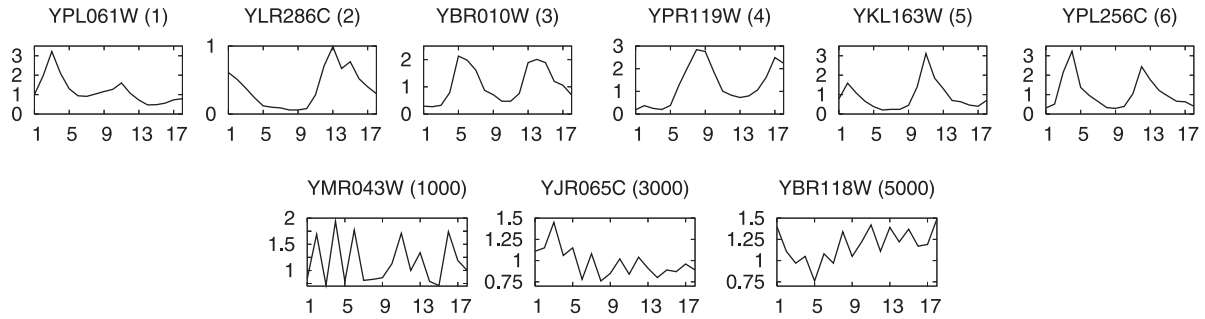 YPL061W (1) YLR286C (2) YBR010W (3) YPR119W (4) YKL163W (5) YPL256C (6)
3 1 2 3 3 3
2 2 2 2
1 1 1 1 1
0 0 0 0 0 0
1 5 9 13 17 1 5 9 13 17 1 5 9 13 17 1 5 9 13 17 1 5 9 13 17 1 5 9 13 17
YMR043W (1000) YJR065C (3000) YBR118W (5000)
2 1.5 1.5
1.5 1.25 1.25
1 1 1
0.75 0.75
1 5 9 13 17 1 5 9 13 17 1 5 9 13 17